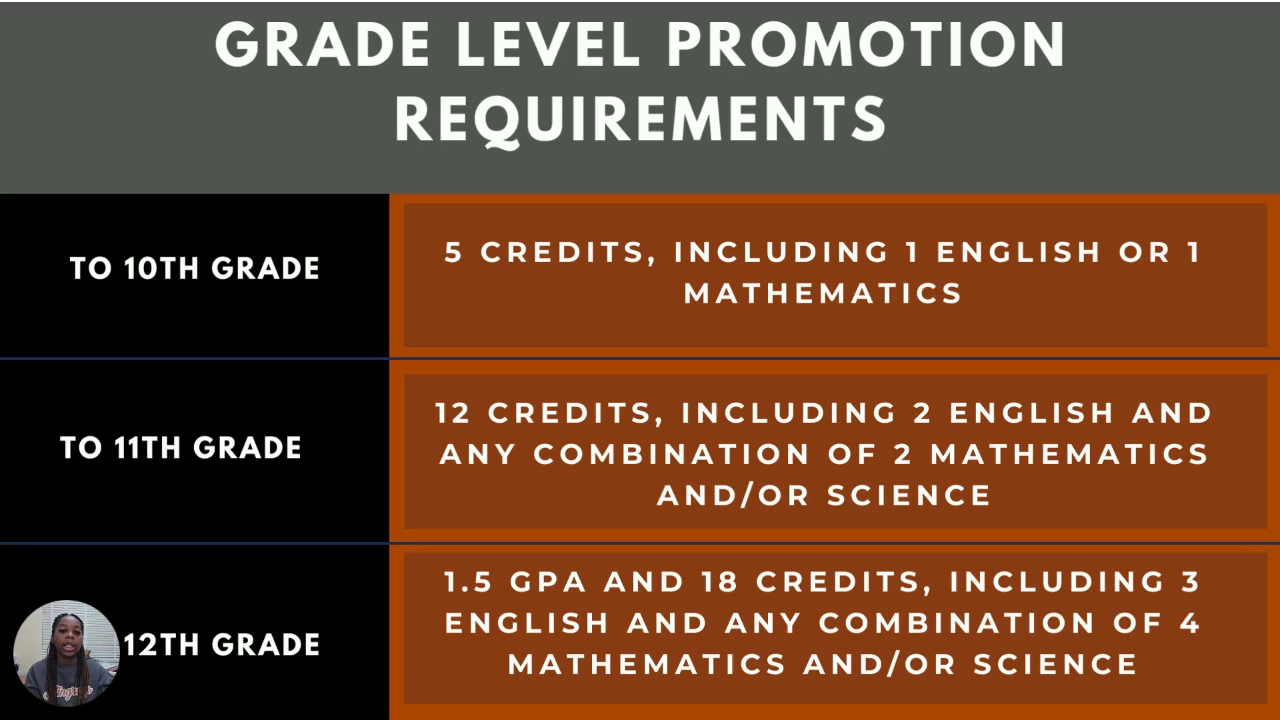 GRADE LEVEL PROMOTION
REQUIREMENTS
TO 10TH GRADE
5 CREDITS, INCLUDING 1 ENGLISH OR 1
MATHEMATICS
TO 11TH GRADE
12 CREDITS, INCLUDING 2 ENGLISH AND
ANY COMBINATION OF 2 MATHEMATICS
AND/OR SCIENCE
12TH GRADE
1.5 GPA AND 18 CREDITS, INCLUDING 3
ENGLISH AND ANY COMBINATION OF 4
MATHEMATICS AND/OR SCIENCE